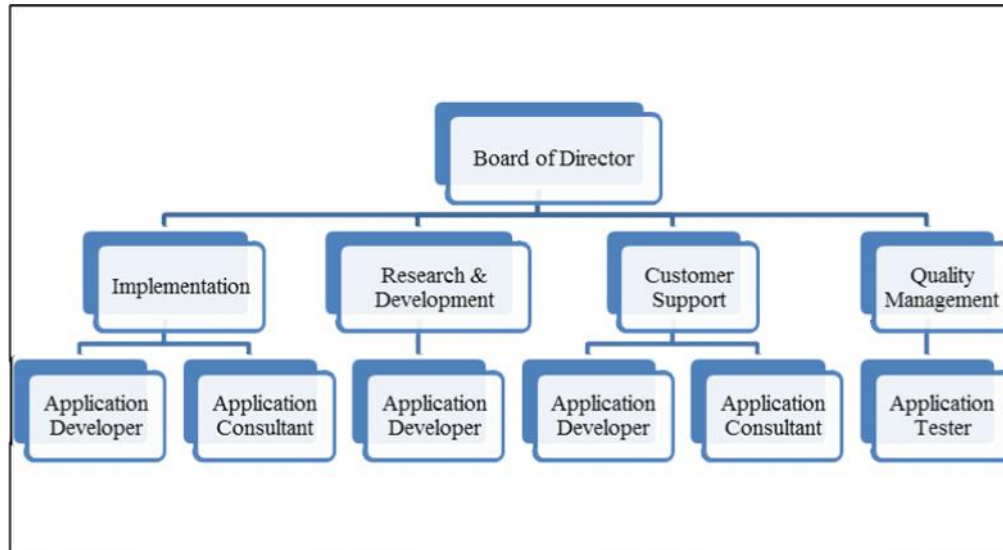 Board of Director
Implementation
Research &
Development
Customer
Support
Quality
Management
Application
Developer
Application
Consultant
Application
Developer
Application
Developer
Application
Consultant
Application
Tester